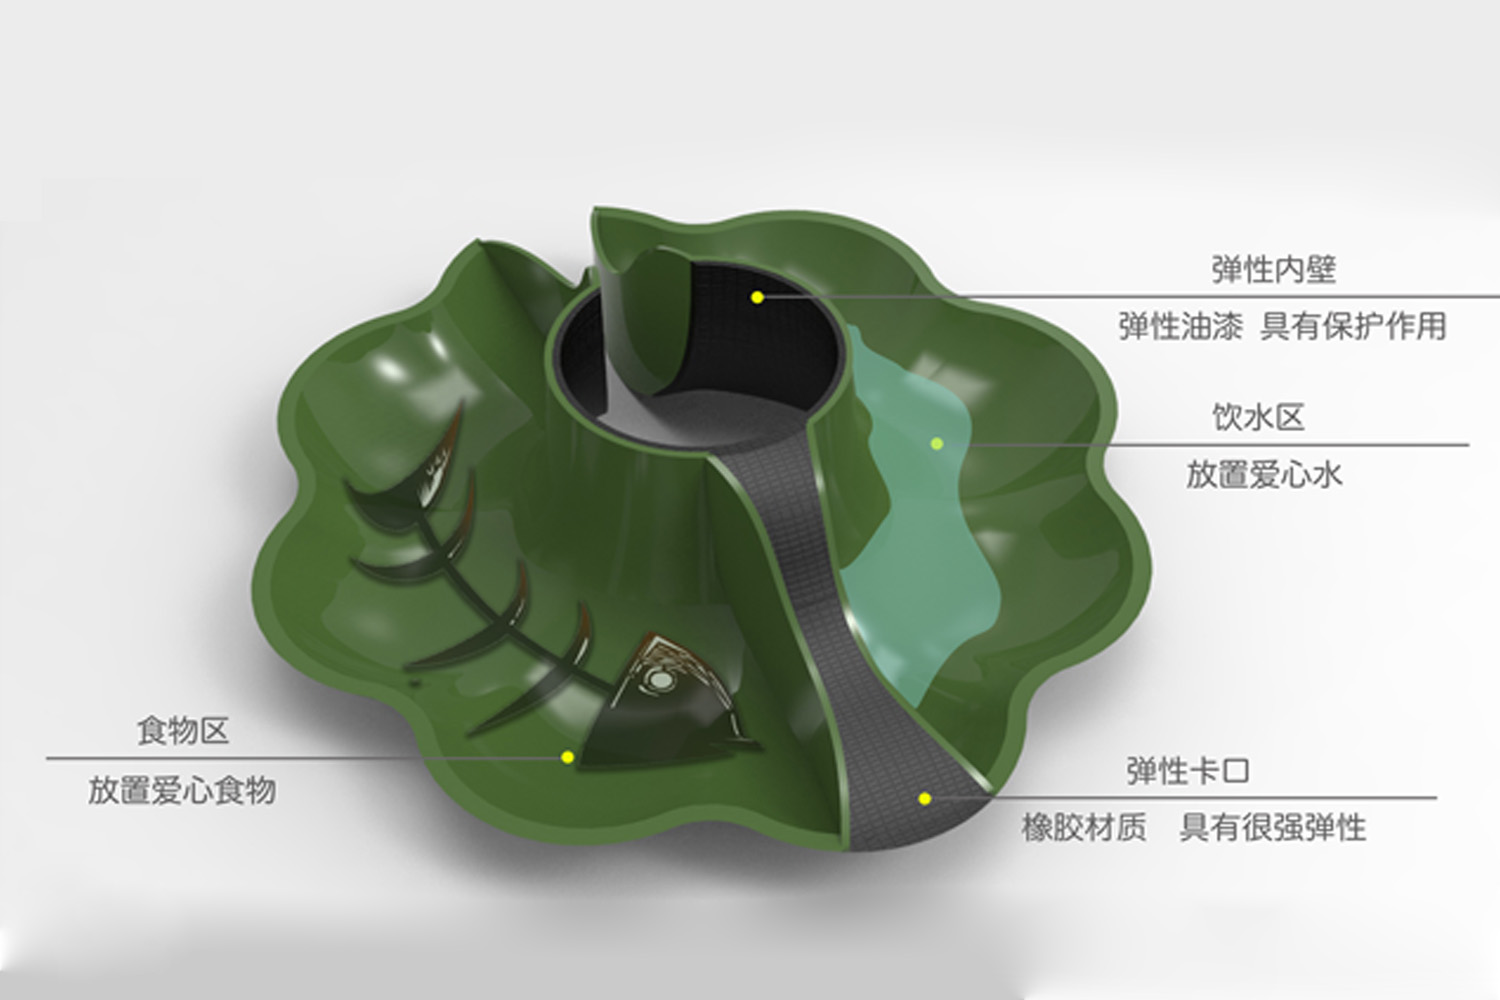 弹性内壁
弹性油漆 具有保护作用
饮水区
放置爱心水
食物区
放置爱心食物
弹性卡口
橡胶材质 具有很强弹性